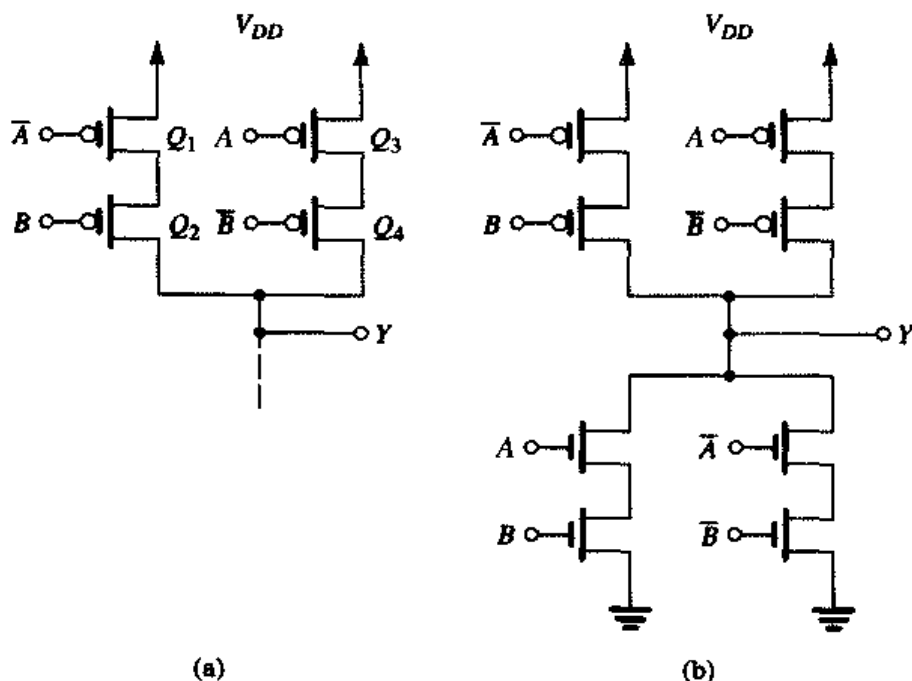 V_DD V_DD
A̅ Q₁ A Q₃ A̅ A
B Q₂ B̅ Q₄ B B̅
Y Y
A A̅
B B̅
(a) (b)